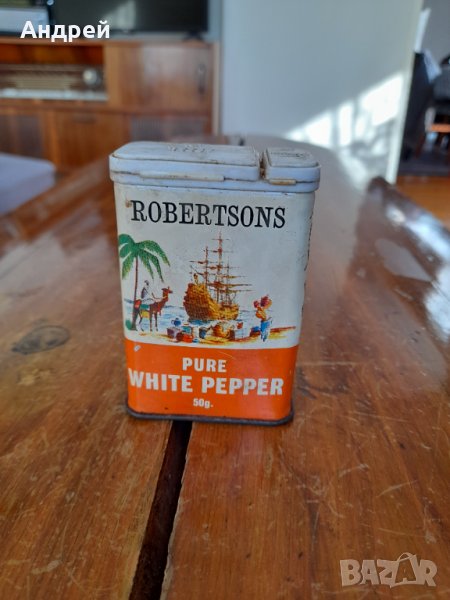 Андрей
ROBERTSONS
PURE
WHITE PEPPER
50g.
BAZAR